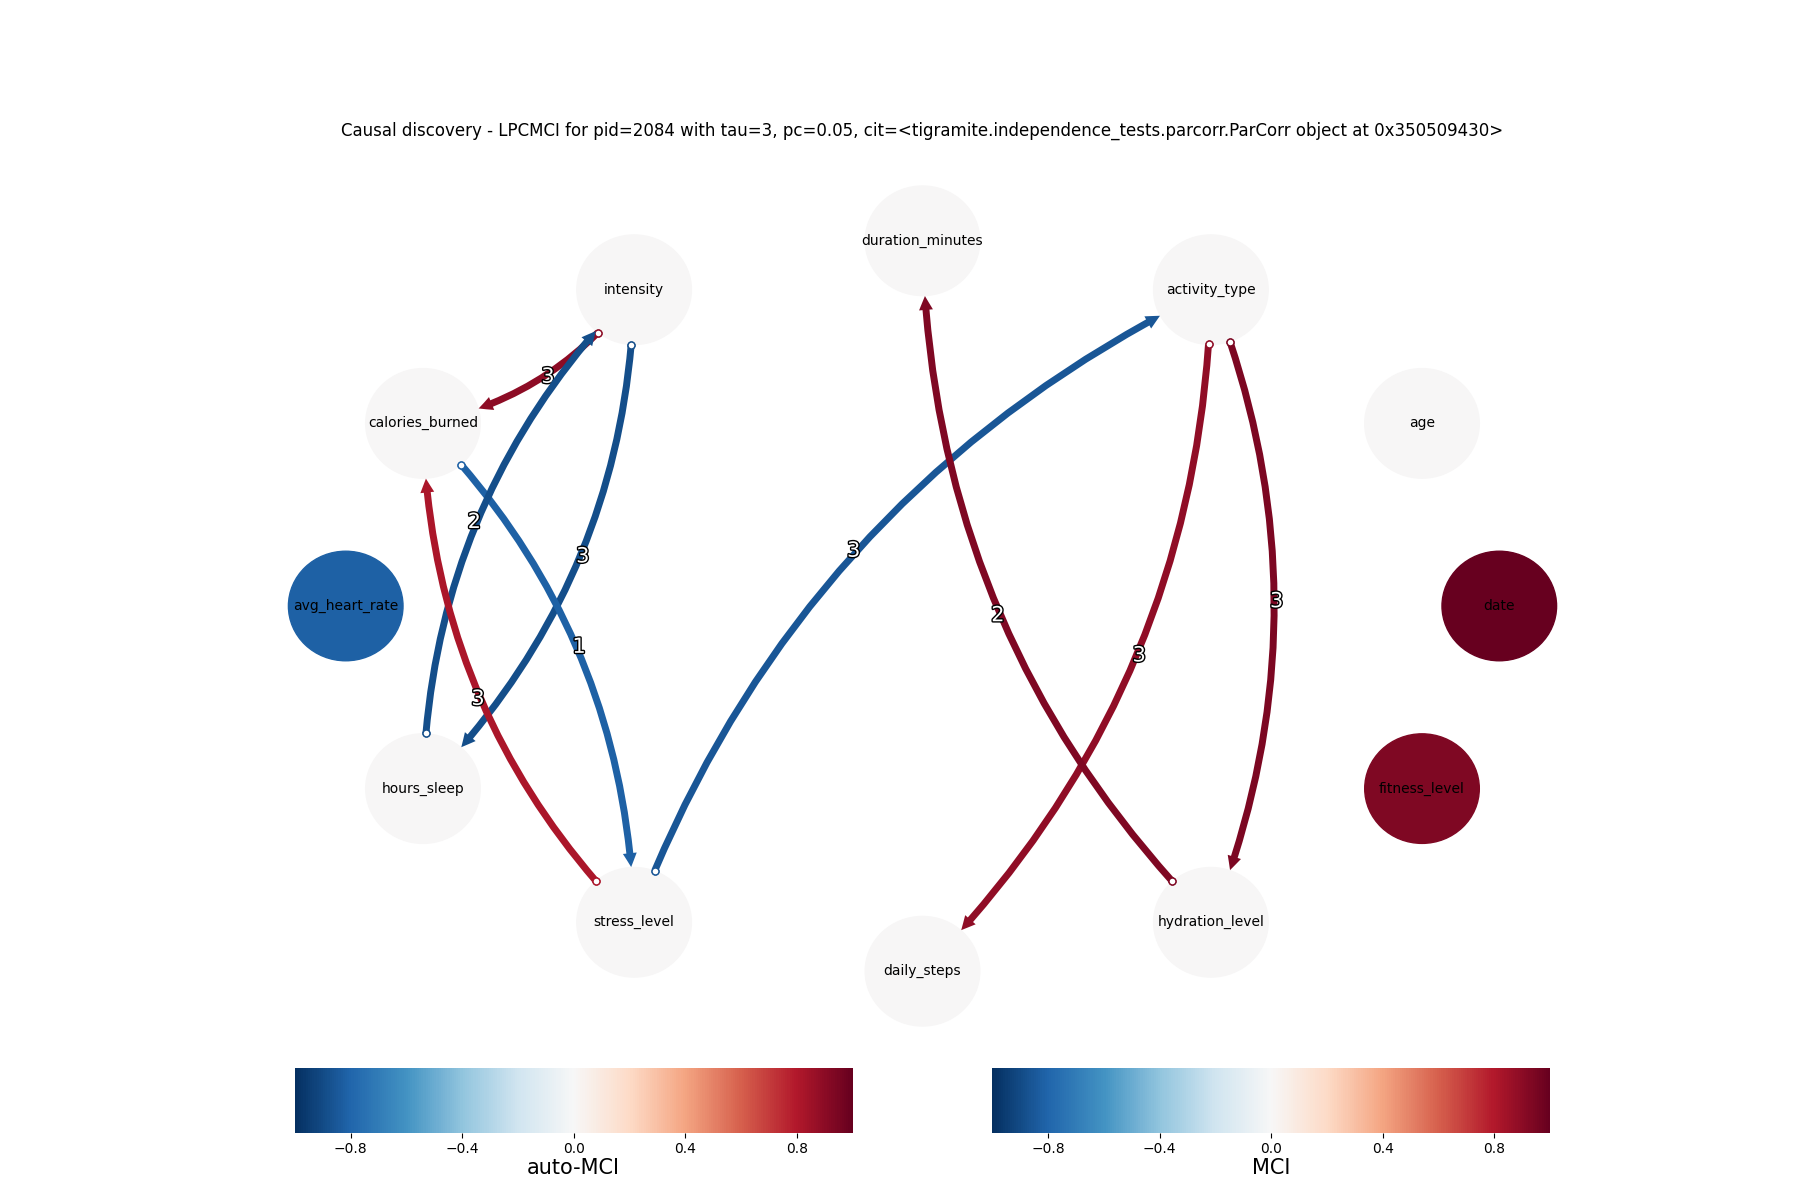 Causal discovery - LPCMCI for pid=2084 with tau=3, pc=0.05, cit=<tigramite.independence_tests.parcorr.ParCorr object at 0x350509430>
duration_minutes
intensity
activity_type
3
calories_burned
age
2
3
3
avg_heart_rate
date
3
2
1
3
3
hours_sleep
fitness_level
stress_level
hydration_level
daily_steps
−0.8 −0.4 0.0 0.4 0.8
auto-MCI
−0.8 −0.4 0.0 0.4 0.8
MCI